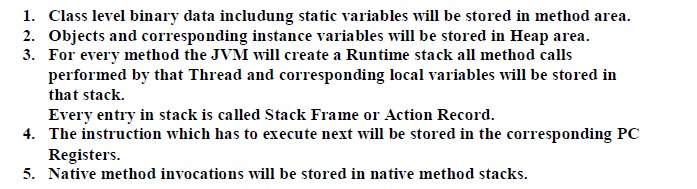 1. Class level binary data includung static variables will be stored in method area.
2. Objects and corresponding instance variables will be stored in Heap area.
3. For every method the JVM will create a Runtime stack all method calls
performed by that Thread and corresponding local variables will be stored in
that stack.
Every entry in stack is called Stack Frame or Action Record.
4. The instruction which has to execute next will be stored in the corresponding PC
Registers.
5. Native method invocations will be stored in native method stacks.